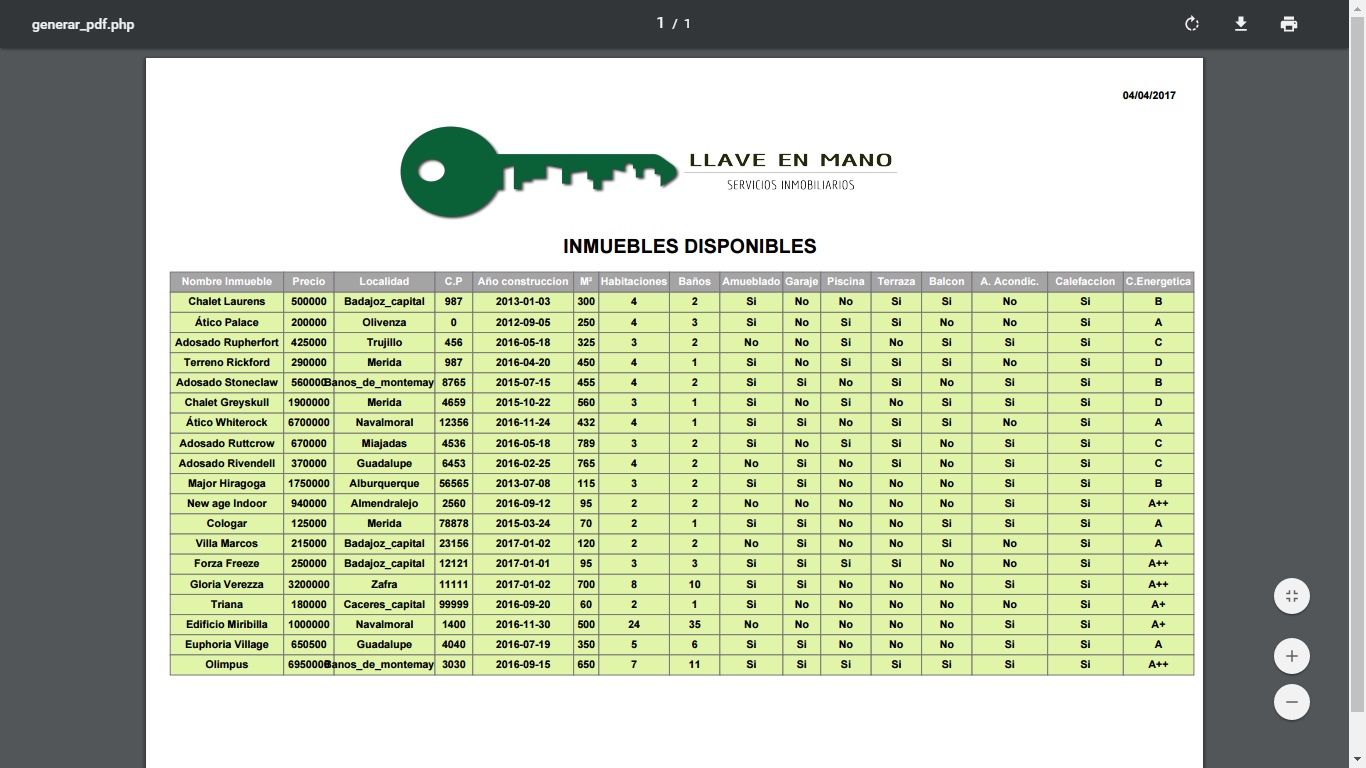 generar_pdf.php 1 / 1
04/04/2017
LLAVE EN MANO
SERVICIOS INMOBILIARIOS
INMUEBLES DISPONIBLES
Nombre Inmueble Precio Localidad C.P Año construccion M² Habitaciones Baños Amueblado Garaje Piscina Terraza Balcon A. Acondic. Calefaccion C.Energetica
Chalet Laurens 500000 Badajoz_capital 987 2013-01-03 300 4 2 Si No No Si Si No Si B
Ático Palace 200000 Olivenza 0 2012-09-05 250 4 3 Si No Si Si No No Si A
Adosado Rupherfort 425000 Trujillo 456 2016-05-18 325 3 2 No No Si No Si Si Si C
Terreno Rickford 290000 Merida 987 2016-04-20 450 4 1 Si No Si Si Si No Si D
Adosado Stoneclaw 560000 Banos_de_montemay 8765 2015-07-15 455 4 2 Si Si No Si No Si Si B
Chalet Greyskull 1900000 Merida 4659 2015-10-22 560 3 1 Si No Si No Si Si Si D
Ático Whiterock 6700000 Navalmoral 12356 2016-11-24 432 4 1 Si Si No Si Si No Si A
Adosado Ruttcrow 670000 Miajadas 4536 2016-05-18 789 3 2 Si No Si Si No Si Si C
Adosado Rivendell 370000 Guadalupe 6453 2016-02-25 765 4 2 No Si No Si No Si Si C
Major Hiragoga 1750000 Alburquerque 56565 2013-07-08 115 3 2 Si Si No No No Si Si B
New age Indoor 940000 Almendralejo 2560 2016-09-12 95 2 2 No No No No No Si Si A++
Cologar 125000 Merida 78878 2015-03-24 70 2 1 Si Si No No Si Si Si A
Villa Marcos 215000 Badajoz_capital 23156 2017-01-02 120 2 2 No Si No No Si No Si A
Forza Freeze 250000 Badajoz_capital 12121 2017-01-01 95 3 3 Si Si Si Si No No Si A++
Gloria Verezza 3200000 Zafra 11111 2017-01-02 700 8 10 Si Si No No No Si Si A++
Triana 180000 Caceres_capital 99999 2016-09-20 60 2 1 Si No No No No No Si A+
Edificio Miribilla 1000000 Navalmoral 1400 2016-11-30 500 24 35 No No No No No Si Si A+
Euphoria Village 650500 Guadalupe 4040 2016-07-19 350 5 6 Si Si No No No Si Si A
Olimpus 6950000 Banos_de_montemay 3030 2016-09-15 650 7 11 Si Si Si Si Si Si Si A++